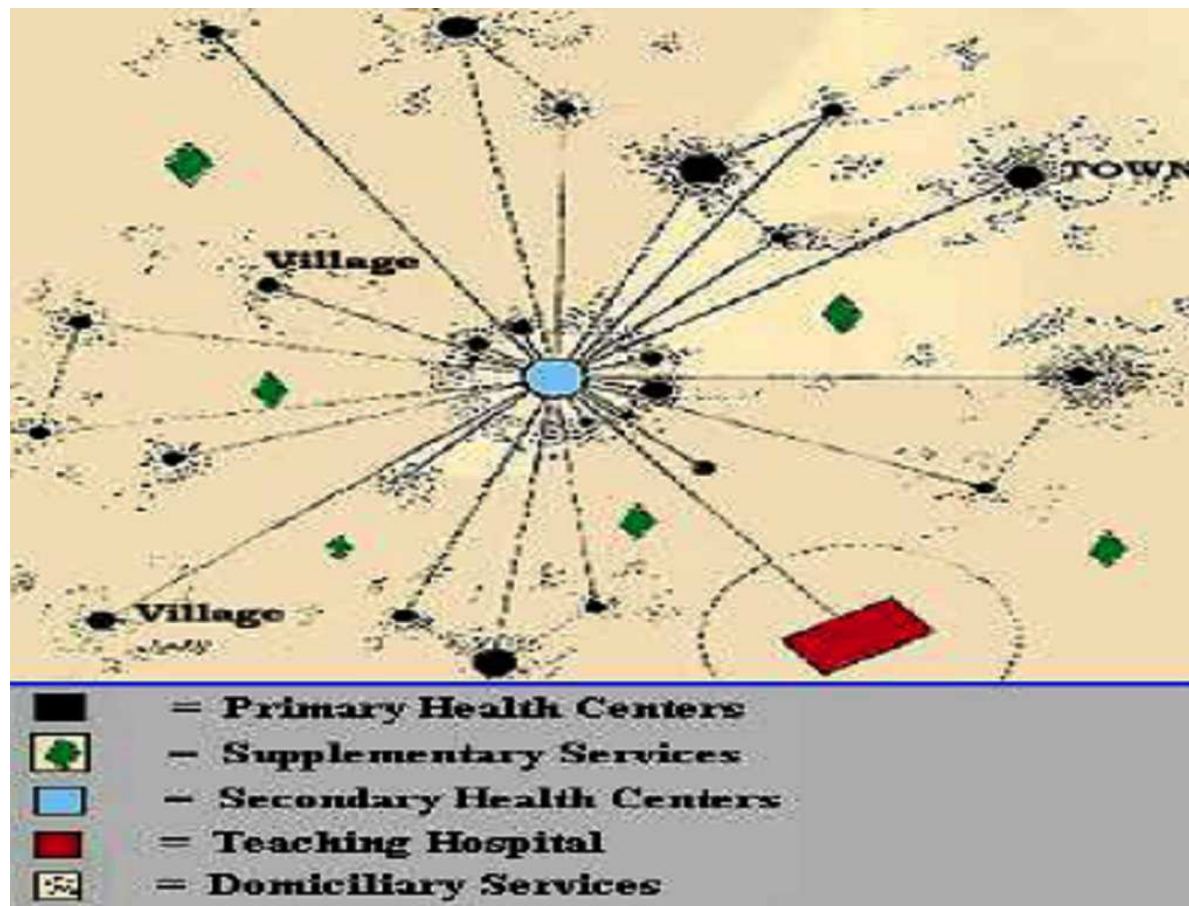 TOWN
Village
Village
= Primary Health Centers
– Supplementary Services
– Secondary Health Centers
= Teaching Hospital
= Domiciliary Services